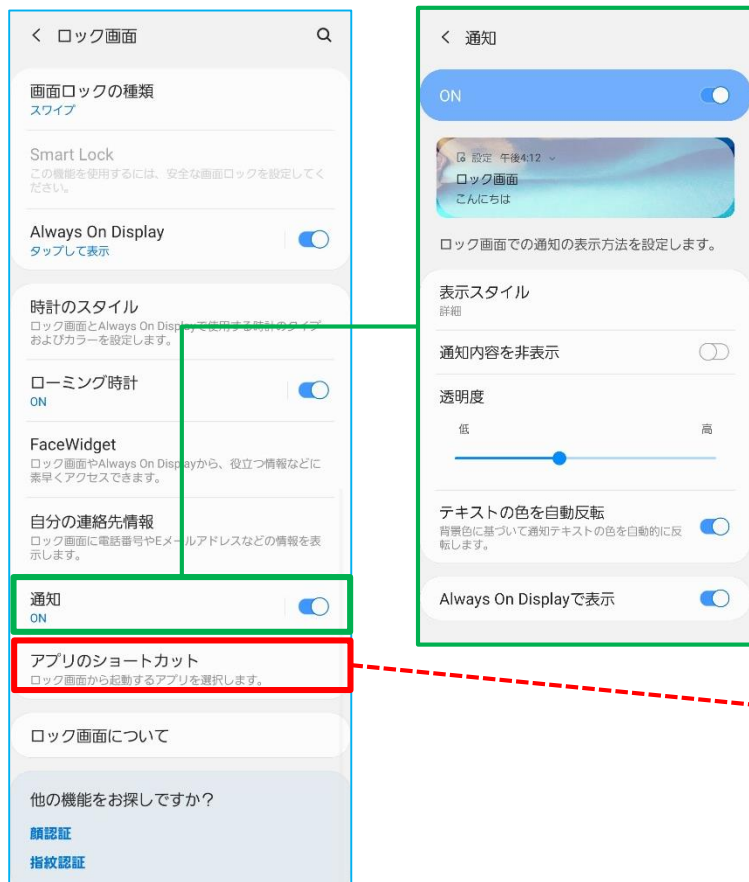 ロック画面
画面ロックの種類
スワイプ
Smart Lock
この機能を使用するには、安全な画面ロックを設定してく
ださい。
Always On Display
タップして表示
時計のスタイル
ロック画面とAlways On Displayで使用する時計のタイプ
およびカラーを設定します。
ローミング時計
ON
FaceWidget
ロック画面やAlways On Displayから、役立つ情報などに
素早くアクセスできます。
自分の連絡先情報
ロック画面に電話番号やEメールアドレスなどの情報を表
示します。
通知
ON
アプリのショートカット
ロック画面から起動するアプリを選択します。
ロック画面について
他の機能をお探しですか？
顔認証
指紋認証
通知
ON
設定 午後4:12
ロック画面
こんにちは
ロック画面での通知の表示方法を設定します。
表示スタイル
詳細
通知内容を非表示
透明度
低 高
テキストの色を自動反転
背景色に基づいて通知テキストの色を自動的に反
転します。
Always On Displayで表示